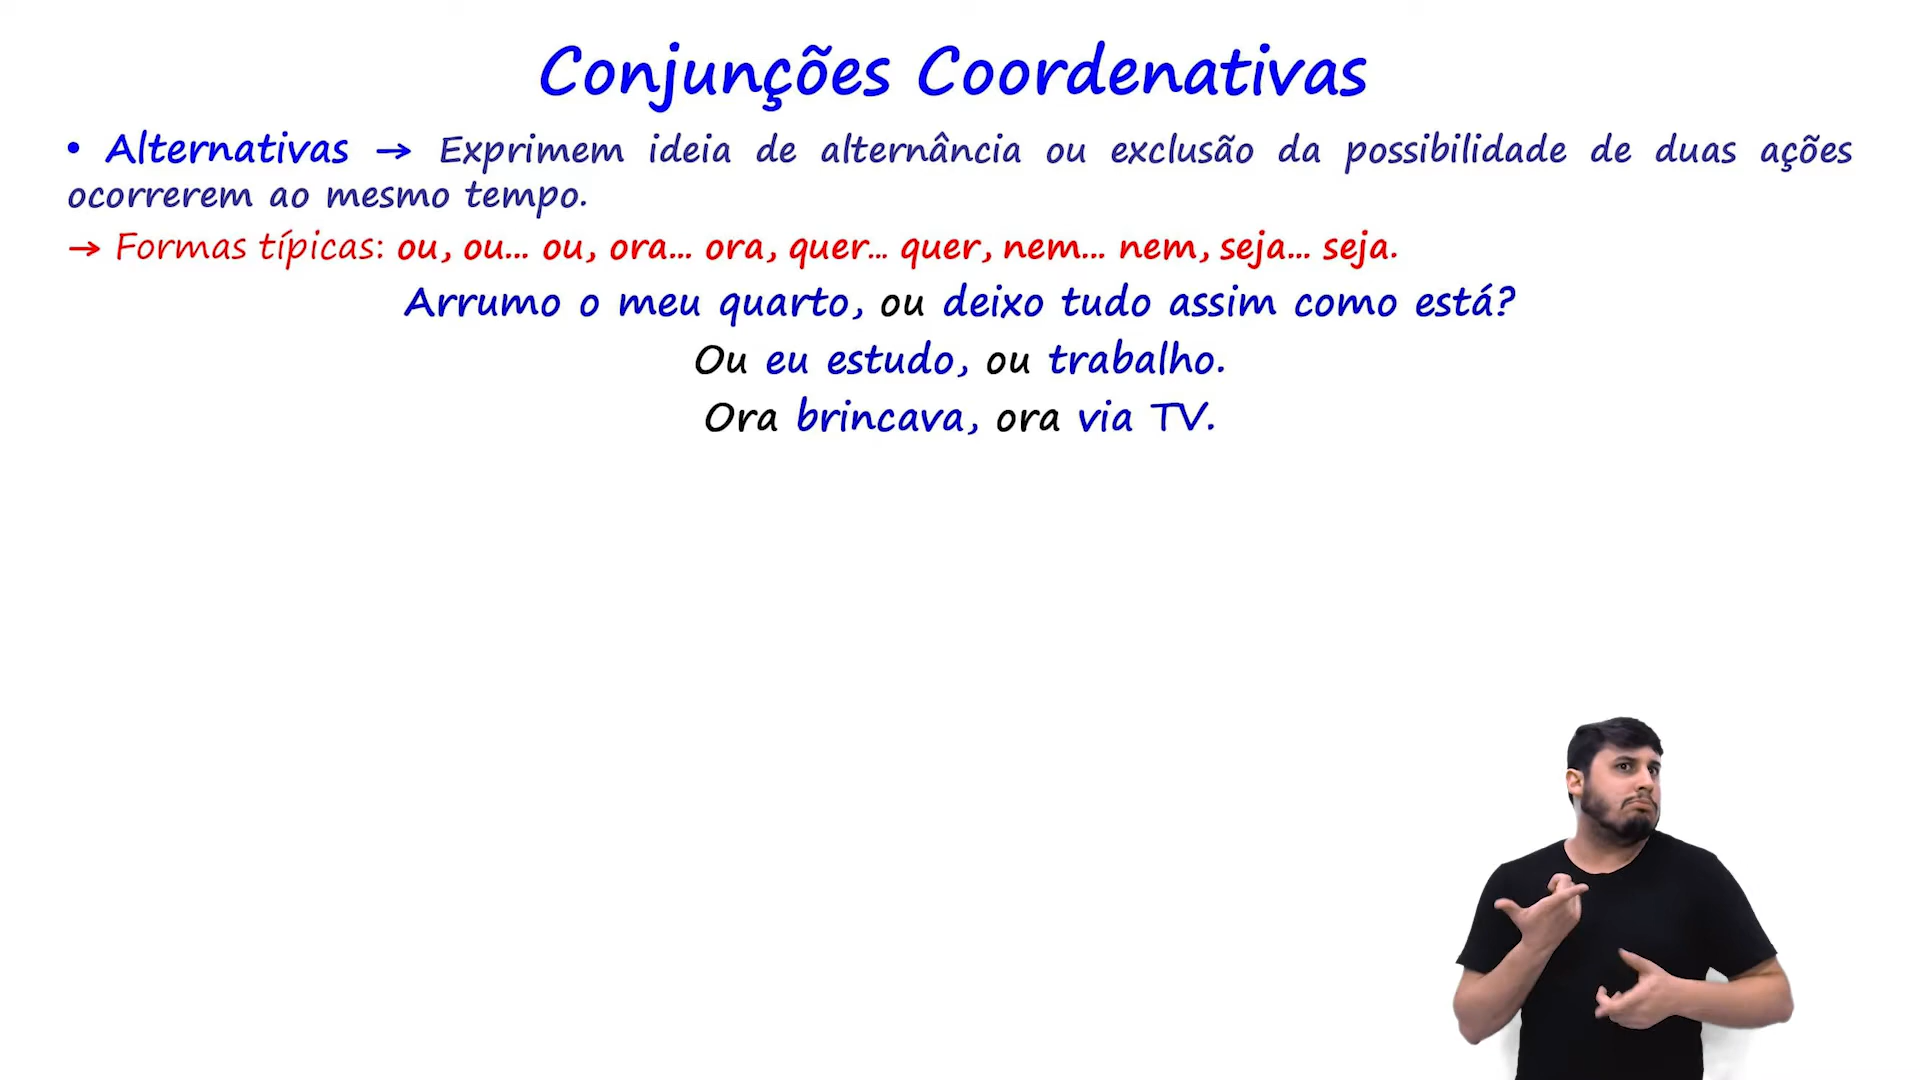 Conjunções Coordenativas
• Alternativas → Exprimem ideia de alternância ou exclusão da possibilidade de duas ações
ocorrerem ao mesmo tempo.
→ Formas típicas: ou, ou... ou, ora... ora, quer... quer, nem... nem, seja... seja.
Arrumo o meu quarto, ou deixo tudo assim como está?
Ou eu estudo, ou trabalho.
Ora brincava, ora via TV.